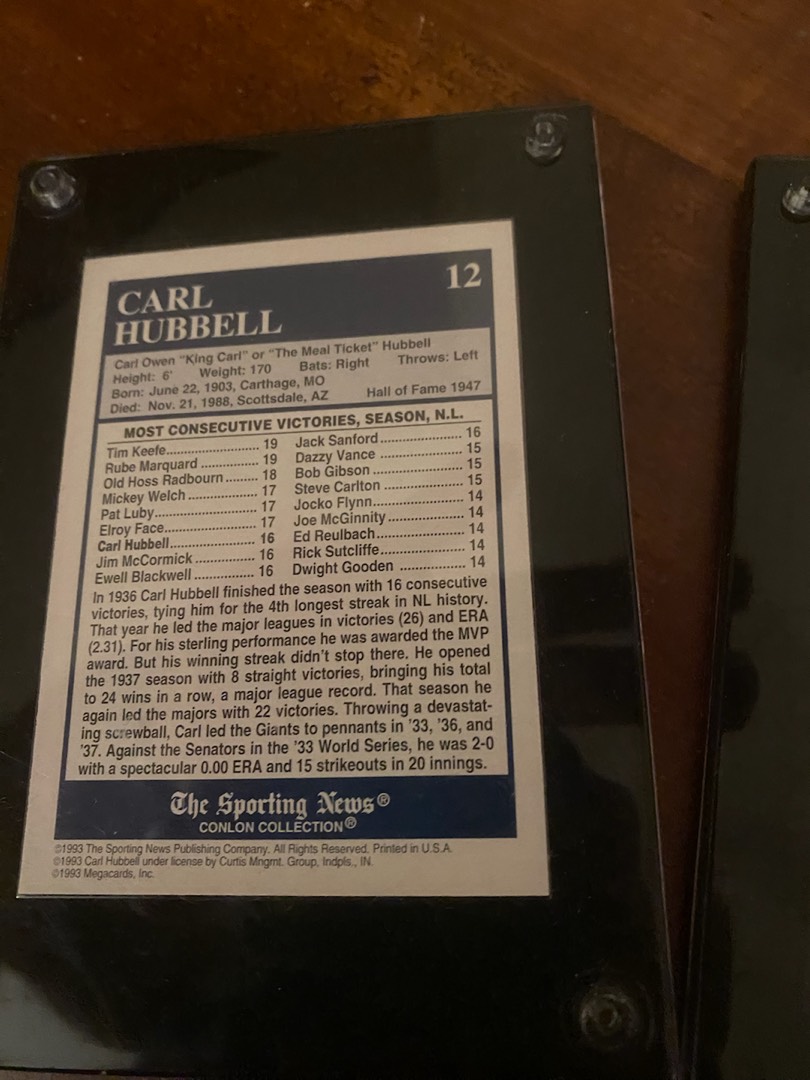 CARL
HUBBELL
12
Carl Owen "King Carl" or "The Meal Ticket" Hubbell
Height: 6' Weight: 170 Bats: Right Throws: Left
Born: June 22, 1903, Carthage, MO
Died: Nov. 21, 1988, Scottsdale, AZ Hall of Fame 1947
MOST CONSECUTIVE VICTORIES, SEASON, N.L.
Tim Keefe............................ 19
Rube Marquard ................ 19
Old Hoss Radbourn......... 18
Mickey Welch ................... 17
Pat Luby............................ 17
Elroy Face......................... 17
Carl Hubbell...................... 16
Jim McCormick ................ 16
Ewell Blackwell ................ 16
Jack Sanford...................... 16
Dazzy Vance ...................... 15
Bob Gibson ........................ 15
Steve Carlton ..................... 15
Jocko Flynn........................ 14
Joe McGinnity .................... 14
Ed Reulbach....................... 14
Rick Sutcliffe...................... 14
Dwight Gooden .................. 14
In 1936 Carl Hubbell finished the season with 16 consecutive
victories, tying him for the 4th longest streak in NL history.
That year he led the major leagues in victories (26) and ERA
(2.31). For his sterling performance he was awarded the MVP
award. But his winning streak didn't stop there. He opened
the 1937 season with 8 straight victories, bringing his total
to 24 wins in a row, a major league record. That season he
again led the majors with 22 victories. Throwing a devastat-
ing screwball, Carl led the Giants to pennants in '33, '36, and
'37. Against the Senators in the '33 World Series, he was 2-0
with a spectacular 0.00 ERA and 15 strikeouts in 20 innings.
The Sporting News®
CONLON COLLECTION®
©1993 The Sporting News Publishing Company. All Rights Reserved. Printed in U.S.A.
©1993 Carl Hubbell under license by Curtis Mngmt. Group, Indpls., IN.
©1993 Megacards, Inc.